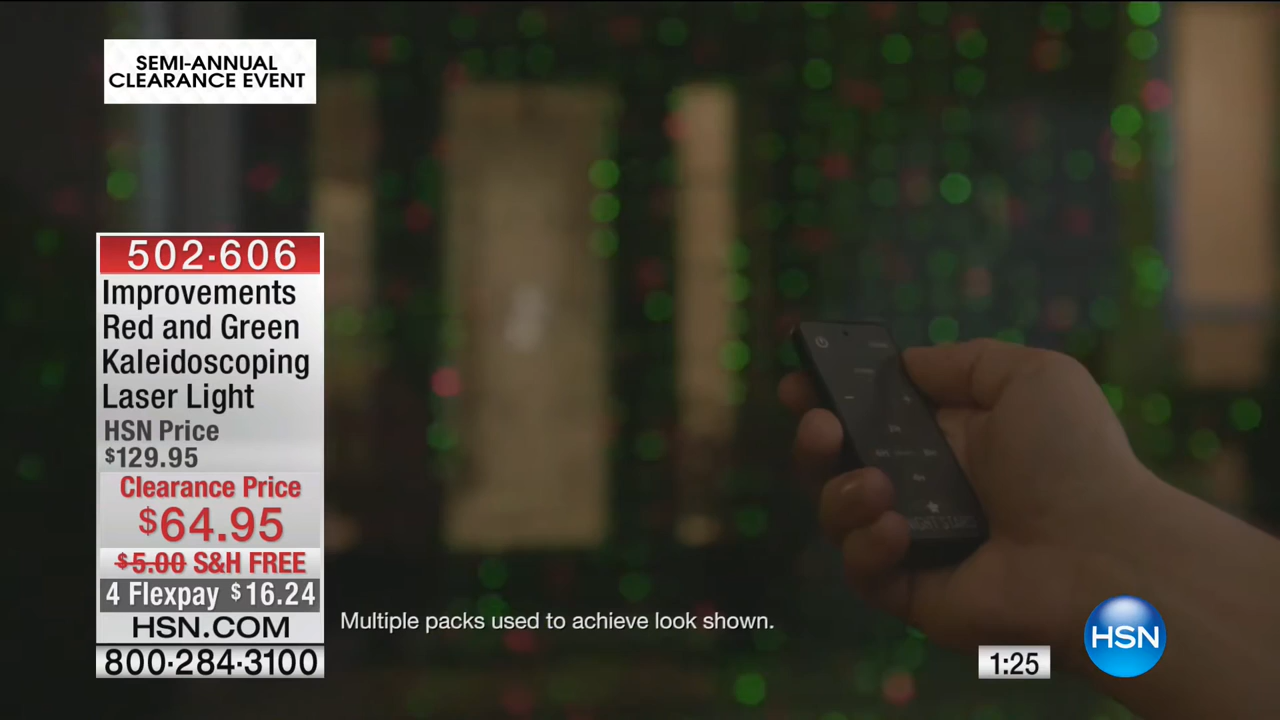 SEMI-ANNUAL
CLEARANCE EVENT
502·606
Improvements
Red and Green
Kaleidoscoping
Laser Light
HSN Price
$129.95
Clearance Price
$64.95
$5.00 S&H FREE
4 Flexpay $16.24
HSN.COM
800·284·3100
Multiple packs used to achieve look shown.
1:25
HSN